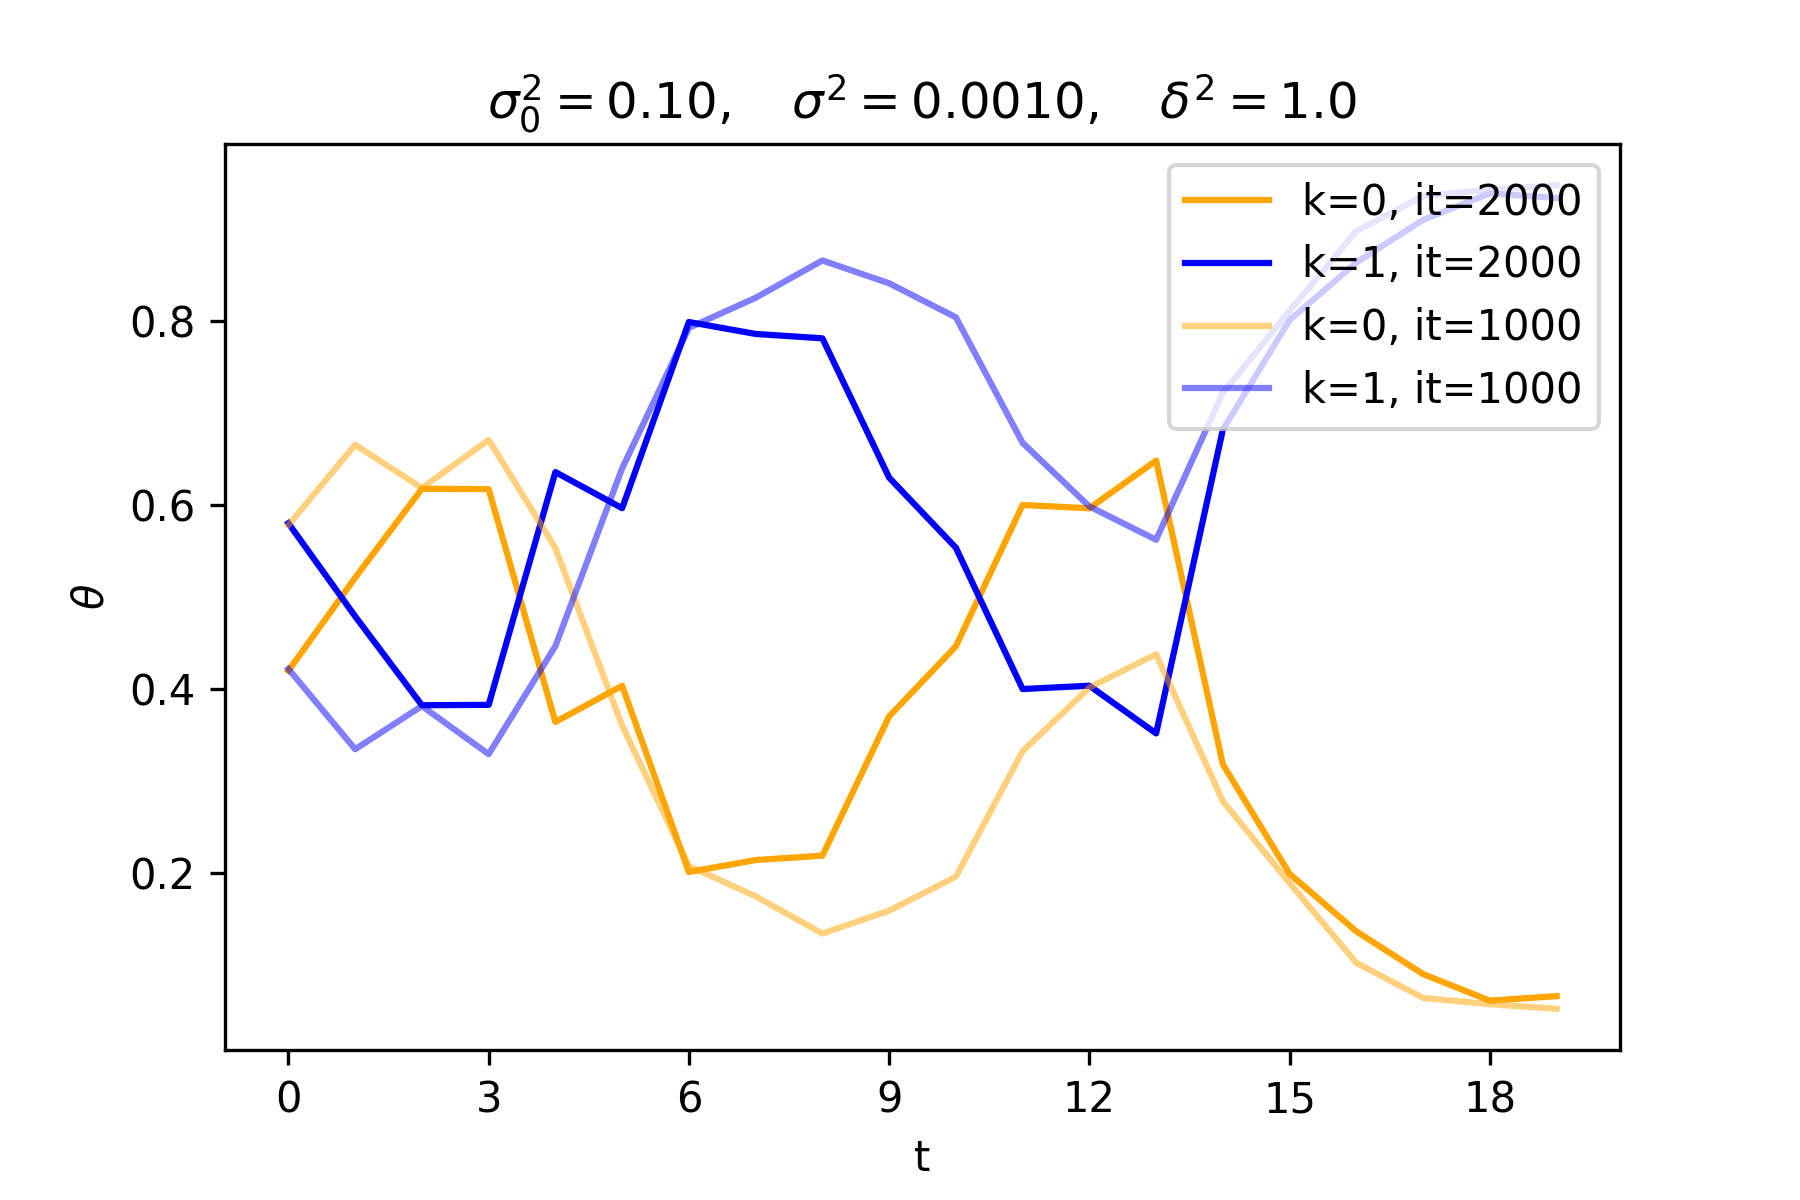 σ₀² = 0.10, σ² = 0.0010, δ² = 1.0
k=0, it=2000
k=1, it=2000
k=0, it=1000
k=1, it=1000
0.8
0.6
0.4
0.2
θ
0 3 6 9 12 15 18
t